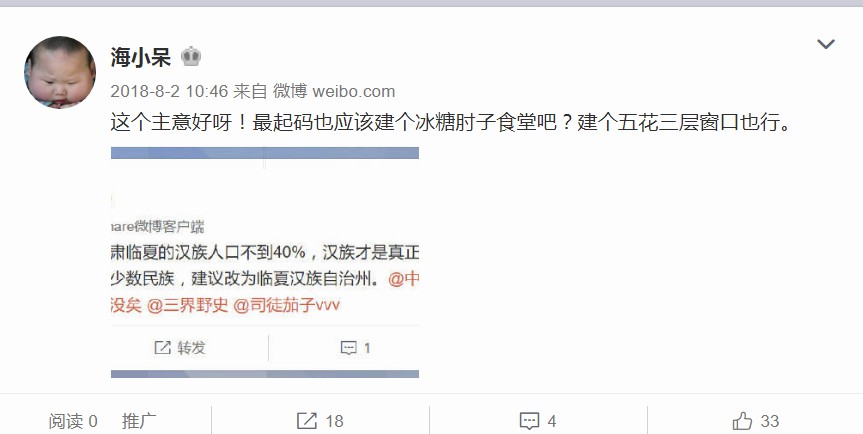 海小呆
2018-8-2 10:46 来自 微博 weibo.com
这个主意好呀！最起码也应该建个冰糖肘子食堂吧？建个五花三层窗口也行。
hare微博客户端
肃临夏的汉族人口不到40%，汉族才是真正
少数民族，建议改为临夏汉族自治州。@中
没矣 @三界野史 @司徒茄子vvv
转发 1
阅读 0 推广 18 4 33